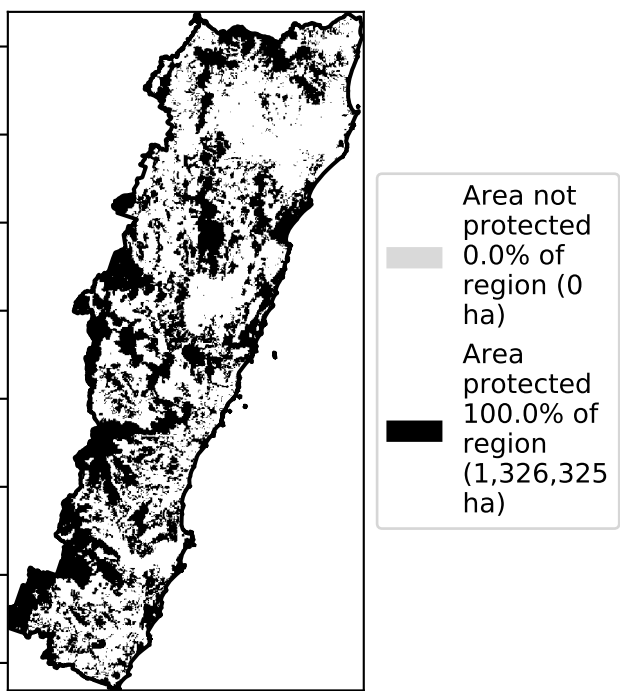 Area not
protected
0.0% of
region (0
ha)
Area
protected
100.0% of
region
(1,326,325
ha)